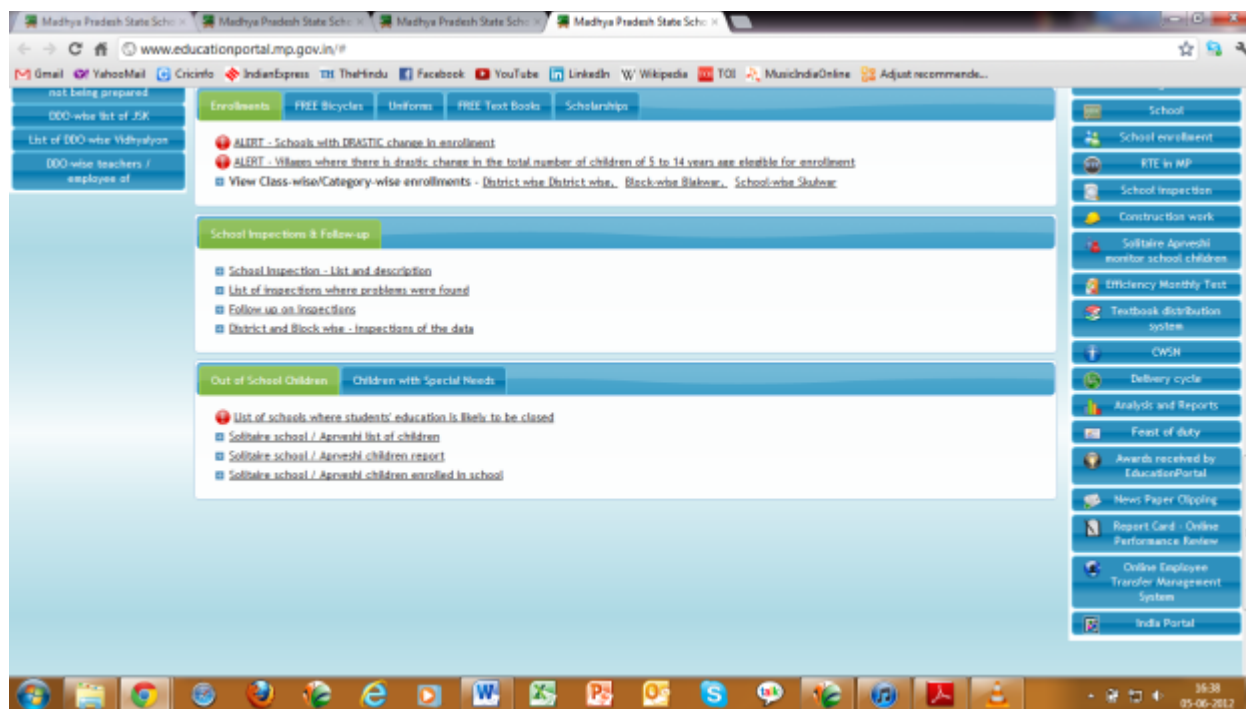 Madhya Pradesh State Scho
Madhya Pradesh State Scho
Madhya Pradesh State Scho
Madhya Pradesh State Scho
www.educationportal.mp.gov.in/#
Gmail YahooMail Cricinfo IndianExpress TheHindu Facebook YouTube LinkedIn Wikipedia TOI MusicIndiaOnline Adjust recommende...
not being prepared
DDO-wise list of JSK
List of DDO-wise Vidhyalyon
DDO-wise teachers /
employee of
Enrollments FREE Bicycles Uniforms FREE Text Books Scholarships
ALERT - Schools with DRASTIC change in enrollment
ALERT - Villages where there is drastic change in the total number of children of 5 to 14 years age elegible for enrollment
View Class-wise/Category-wise enrollments - District wise District wise, Block-wise Blakwar, School-wise Skulwar
School Inspections & Follow-up
School Inspection - List and description
List of inspections where problems were found
Follow up on inspections
District and Block wise - inspections of the data
Out of School Children Children with Special Needs
List of schools where students' education is likely to be closed
Solitaire school / Aprveshi list of children
Solitaire school / Aprveshi children report
Solitaire school / Aprveshi children enrolled in school
School
School enrollment
RTE in MP
School inspection
Construction work
Solitaire Aprveshi
monitor school children
Efficiency Monthly Test
Textbook distribution
system
CWSN
Delivery cycle
Analysis and Reports
Feast of duty
Awards received by
EducationPortal
News Paper Clipping
Report Card - Online
Performance Review
Online Employee
Transfer Management
System
India Portal
16:38
05-06-2012